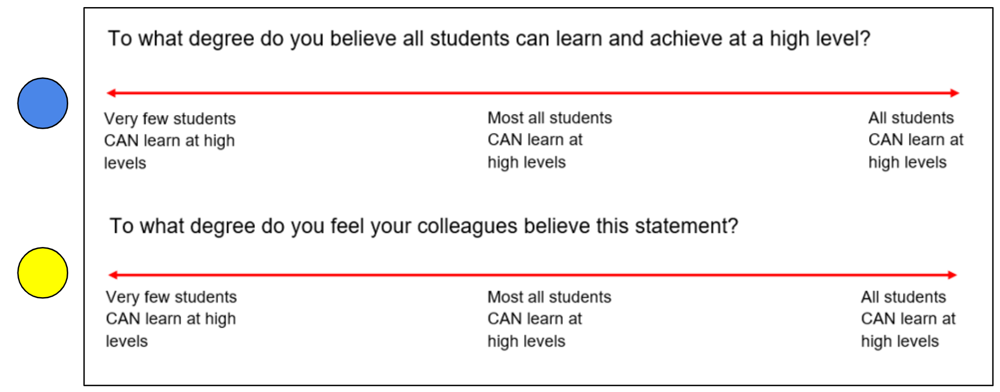 To what degree do you believe all students can learn and achieve at a high level?
Very few students
CAN learn at high
levels
Most all students
CAN learn at
high levels
All students
CAN learn at
high levels
To what degree do you feel your colleagues believe this statement?
Very few students
CAN learn at high
levels
Most all students
CAN learn at
high levels
All students
CAN learn at
high levels